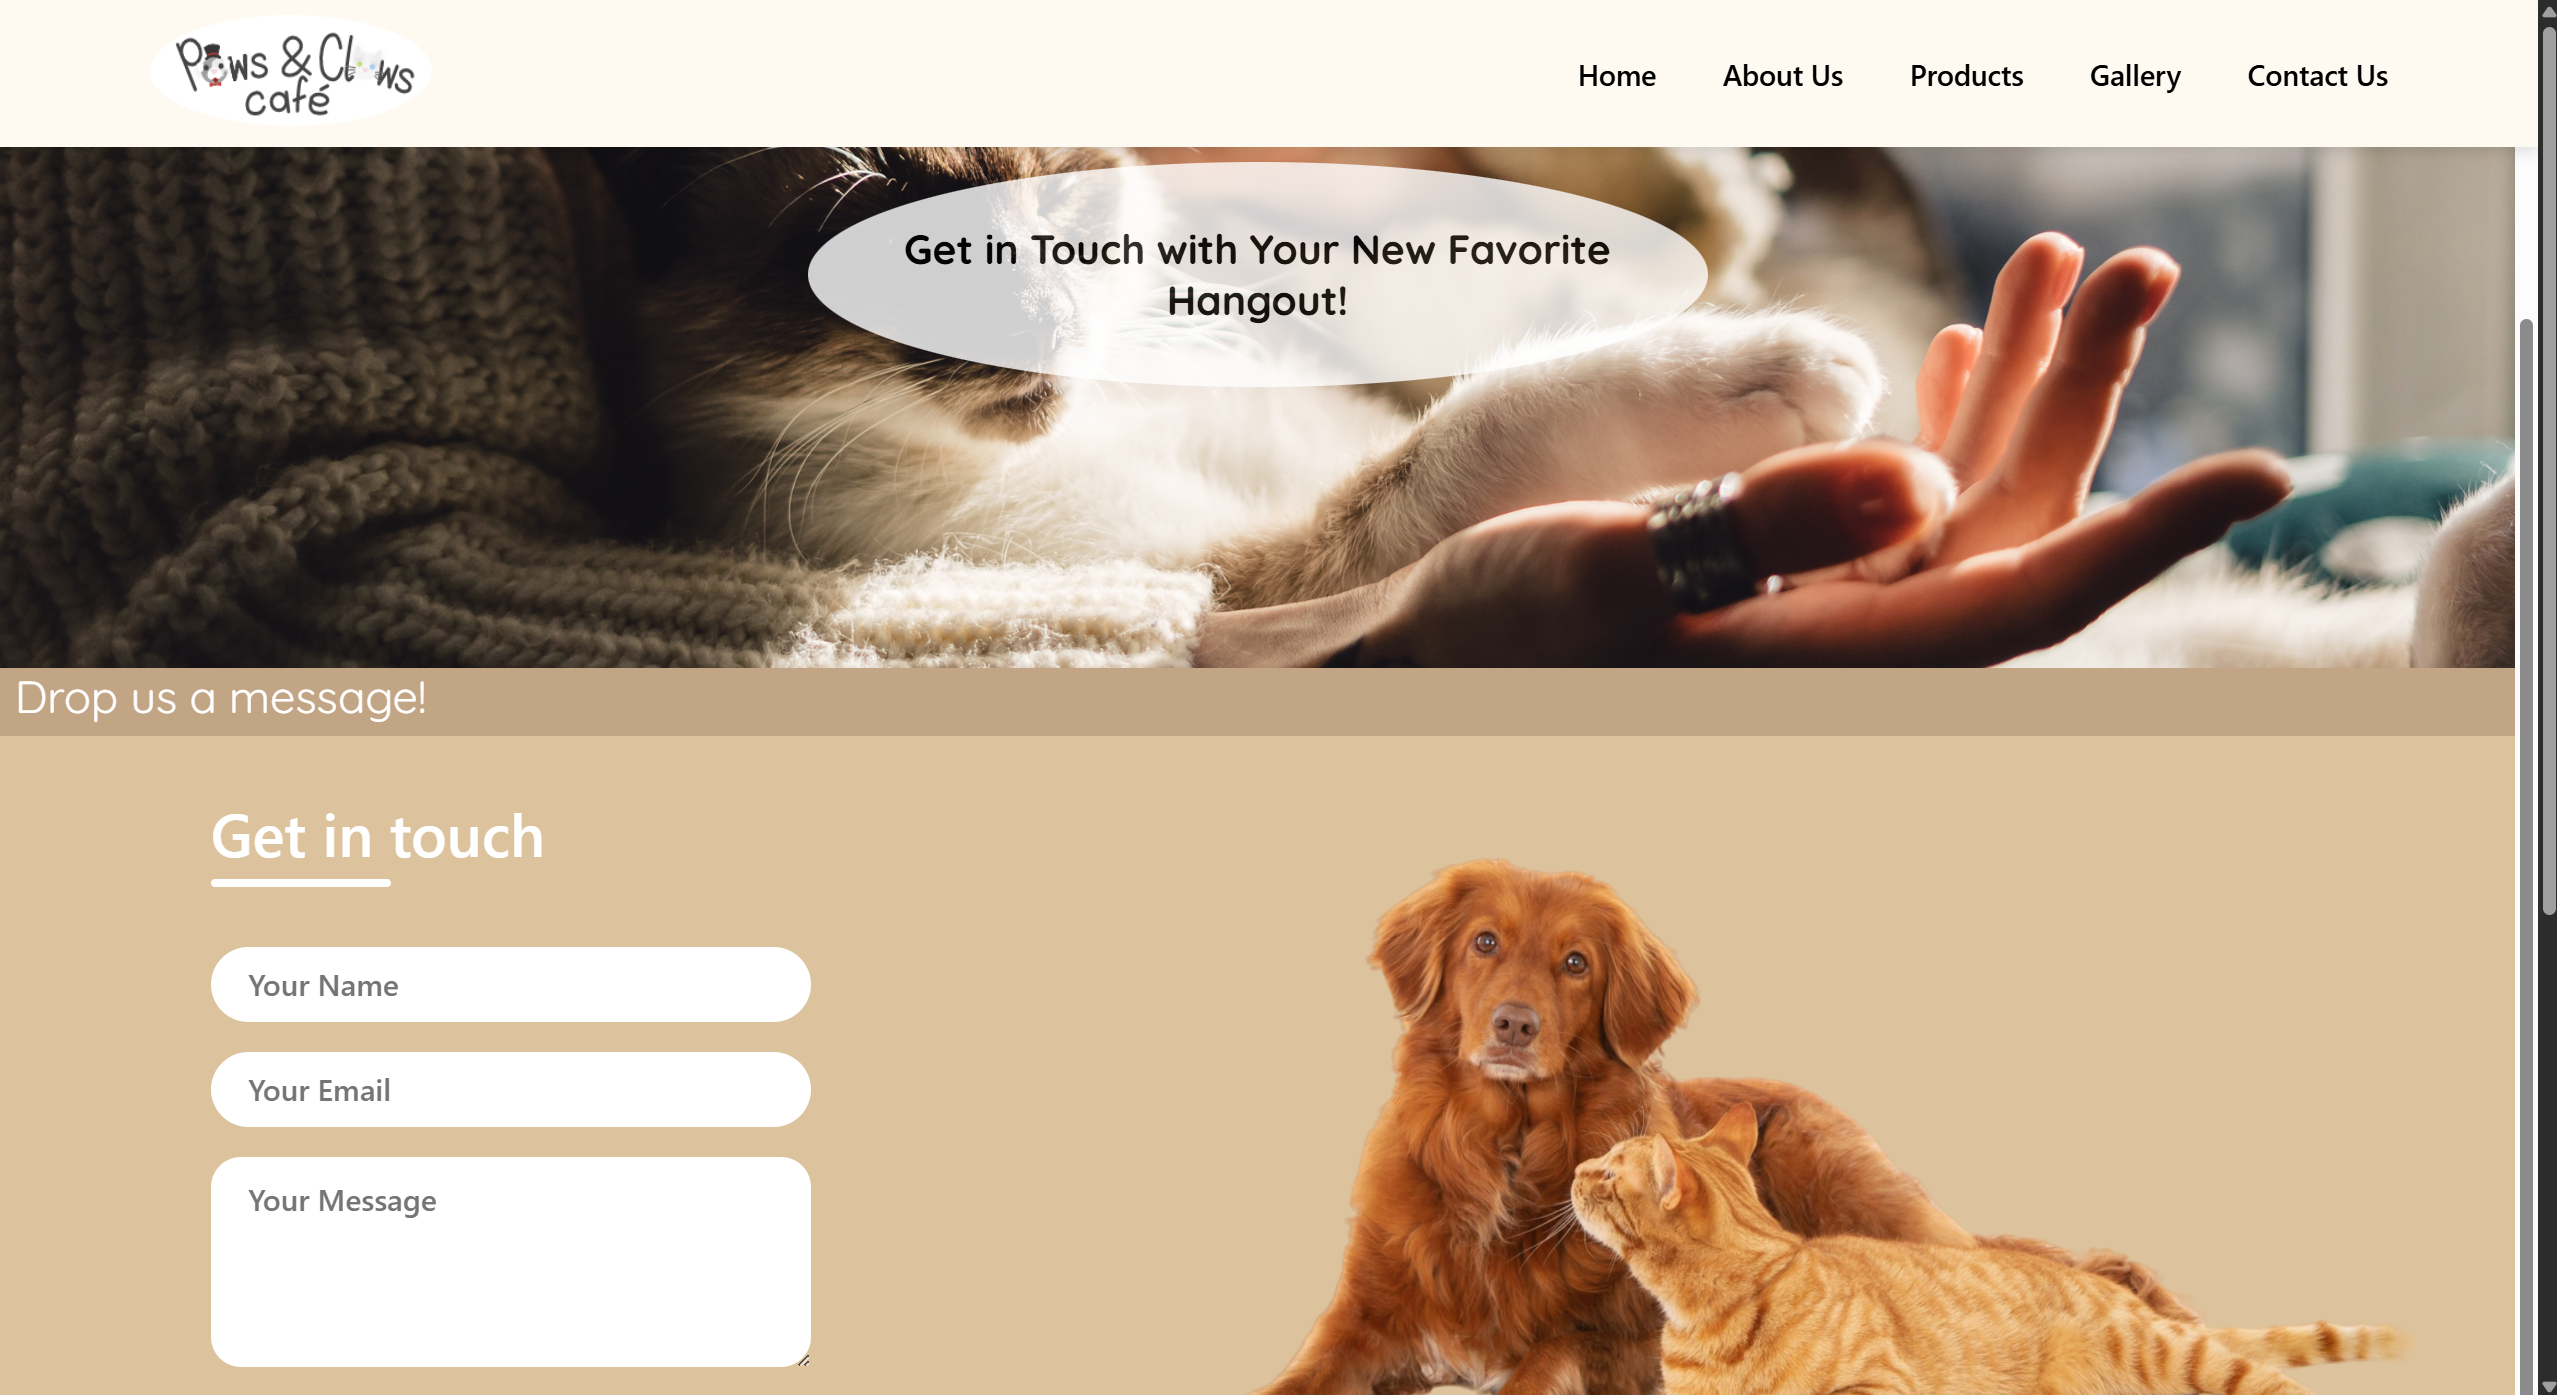 Paws & Claws
café
Home
About Us
Products
Gallery
Contact Us
Get in Touch with Your New Favorite
Hangout!
Drop us a message!
Get in touch
Your Name
Your Email
Your Message